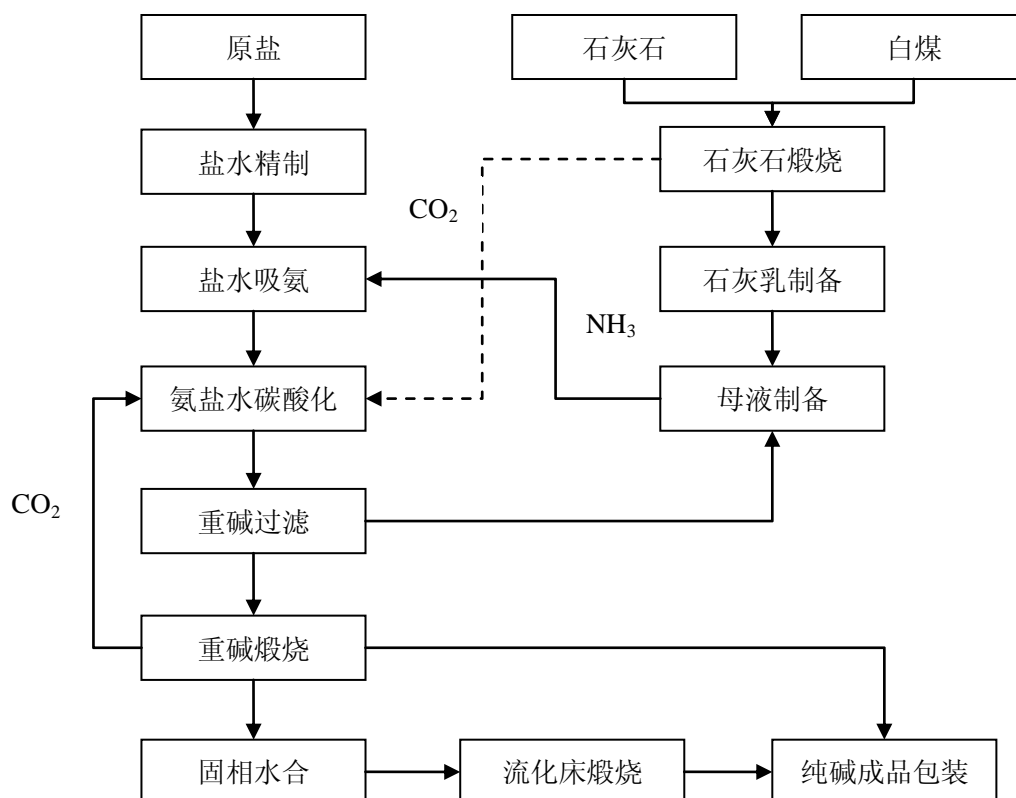 原盐
石灰石
白煤
盐水精制
石灰石煅烧
CO₂
盐水吸氨
石灰乳制备
NH₃
氨盐水碳酸化
母液制备
CO₂
重碱过滤
重碱煅烧
固相水合
流化床煅烧
纯碱成品包装